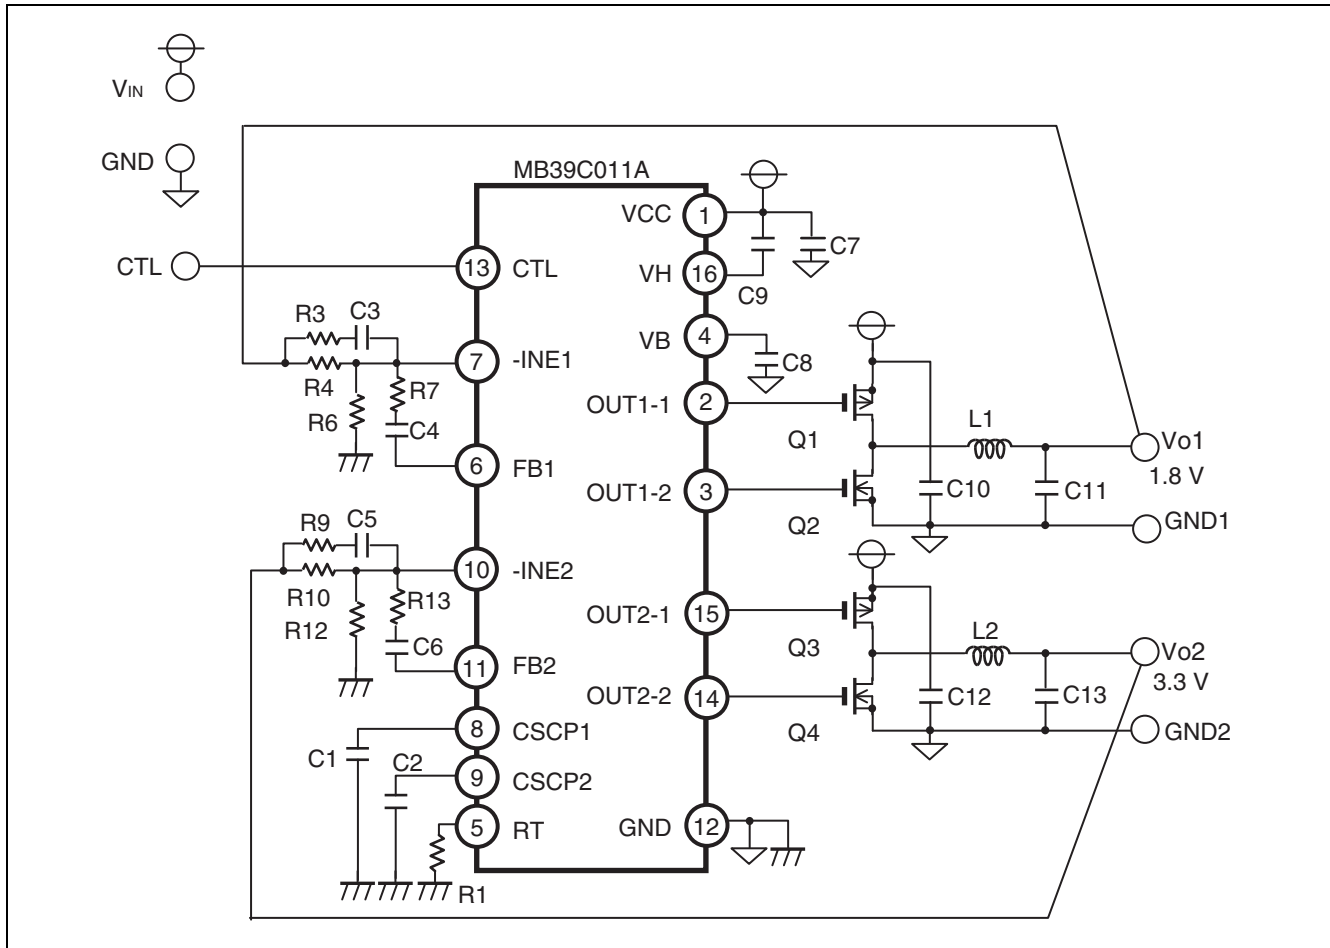 VIN
GND
MB39C011A
VCC
1
C7
CTL
13
CTL
VH
16
C9
R3
C3
VB
4
C8
7
-INE1
R4
R7
OUT1-1
2
L1
R6
C4
Q1
Vo1
1.8 V
6
FB1
OUT1-2
3
C10
C11
R9
C5
Q2
GND1
10
-INE2
R10
R13
OUT2-1
15
R12
L2
C6
Q3
Vo2
3.3 V
11
FB2
OUT2-2
14
C12
C13
8
CSCP1
Q4
GND2
C1
C2
9
CSCP2
5
RT
GND
12
R1